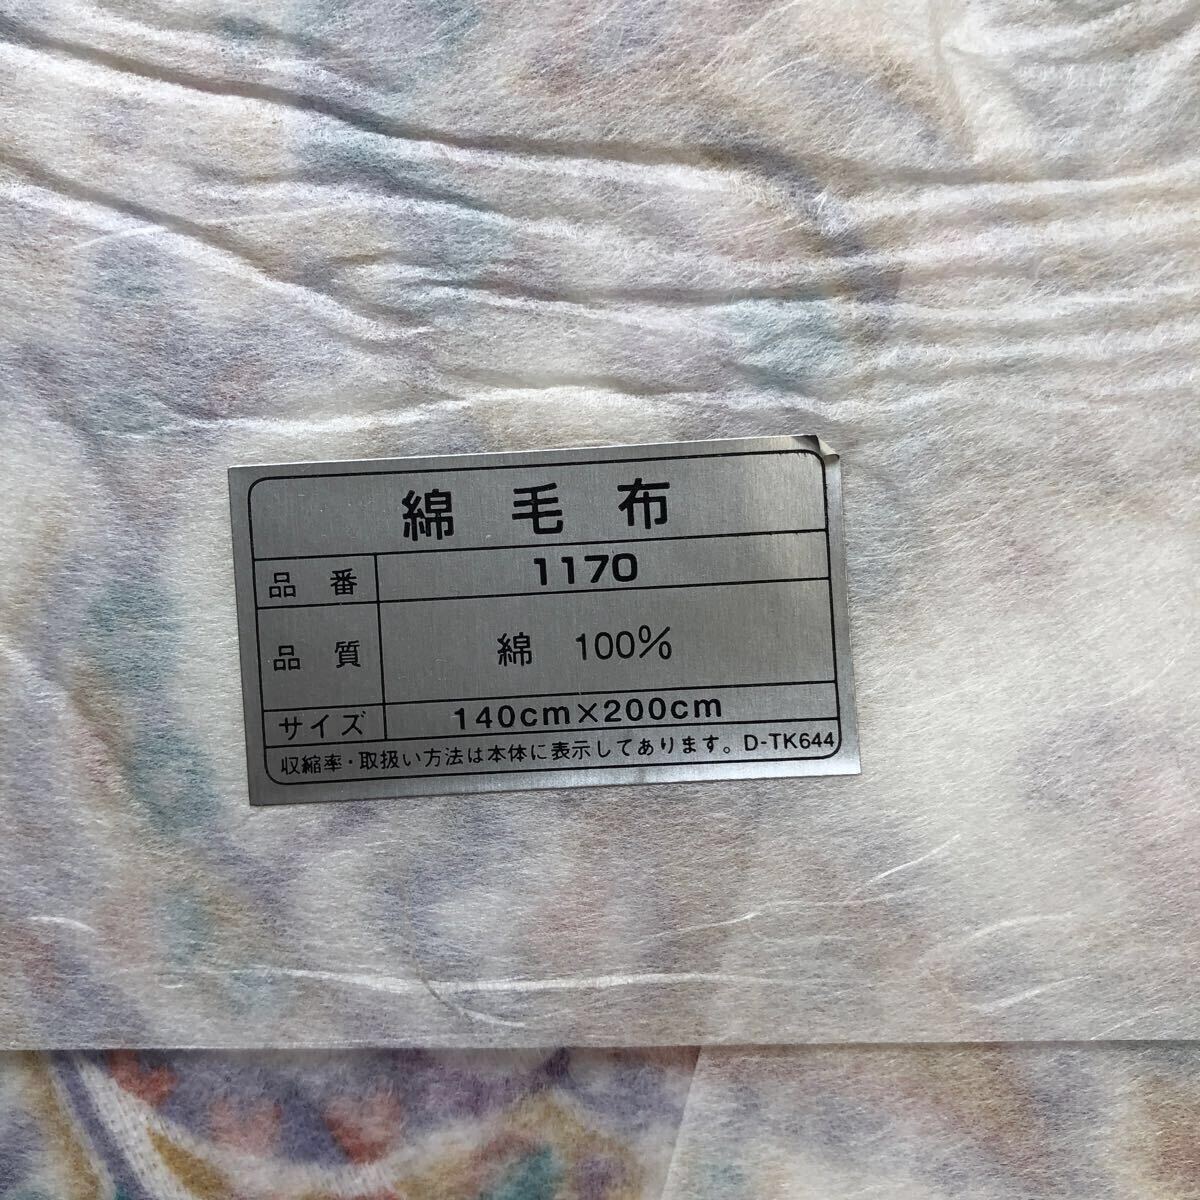 綿毛布
品番 1170
品質 綿 100%
サイズ 140cm×200cm
収縮率・取扱い方法は本体に表示してあります。D-TK644